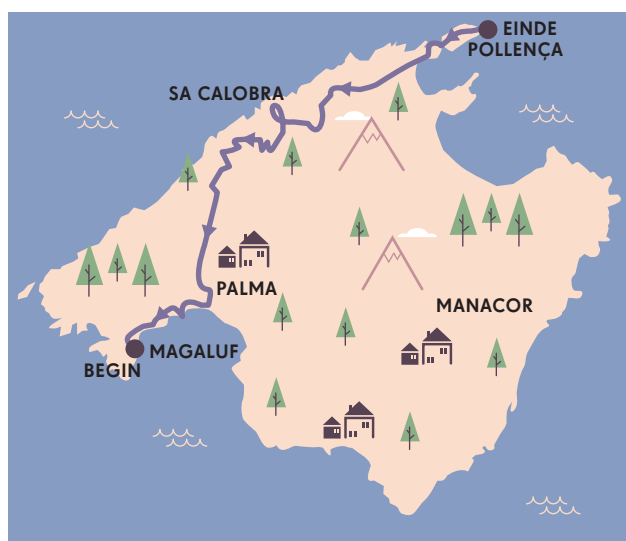 EINDE
POLLENÇA
SA CALOBRA
PALMA
MANACOR
MAGALUF
BEGIN